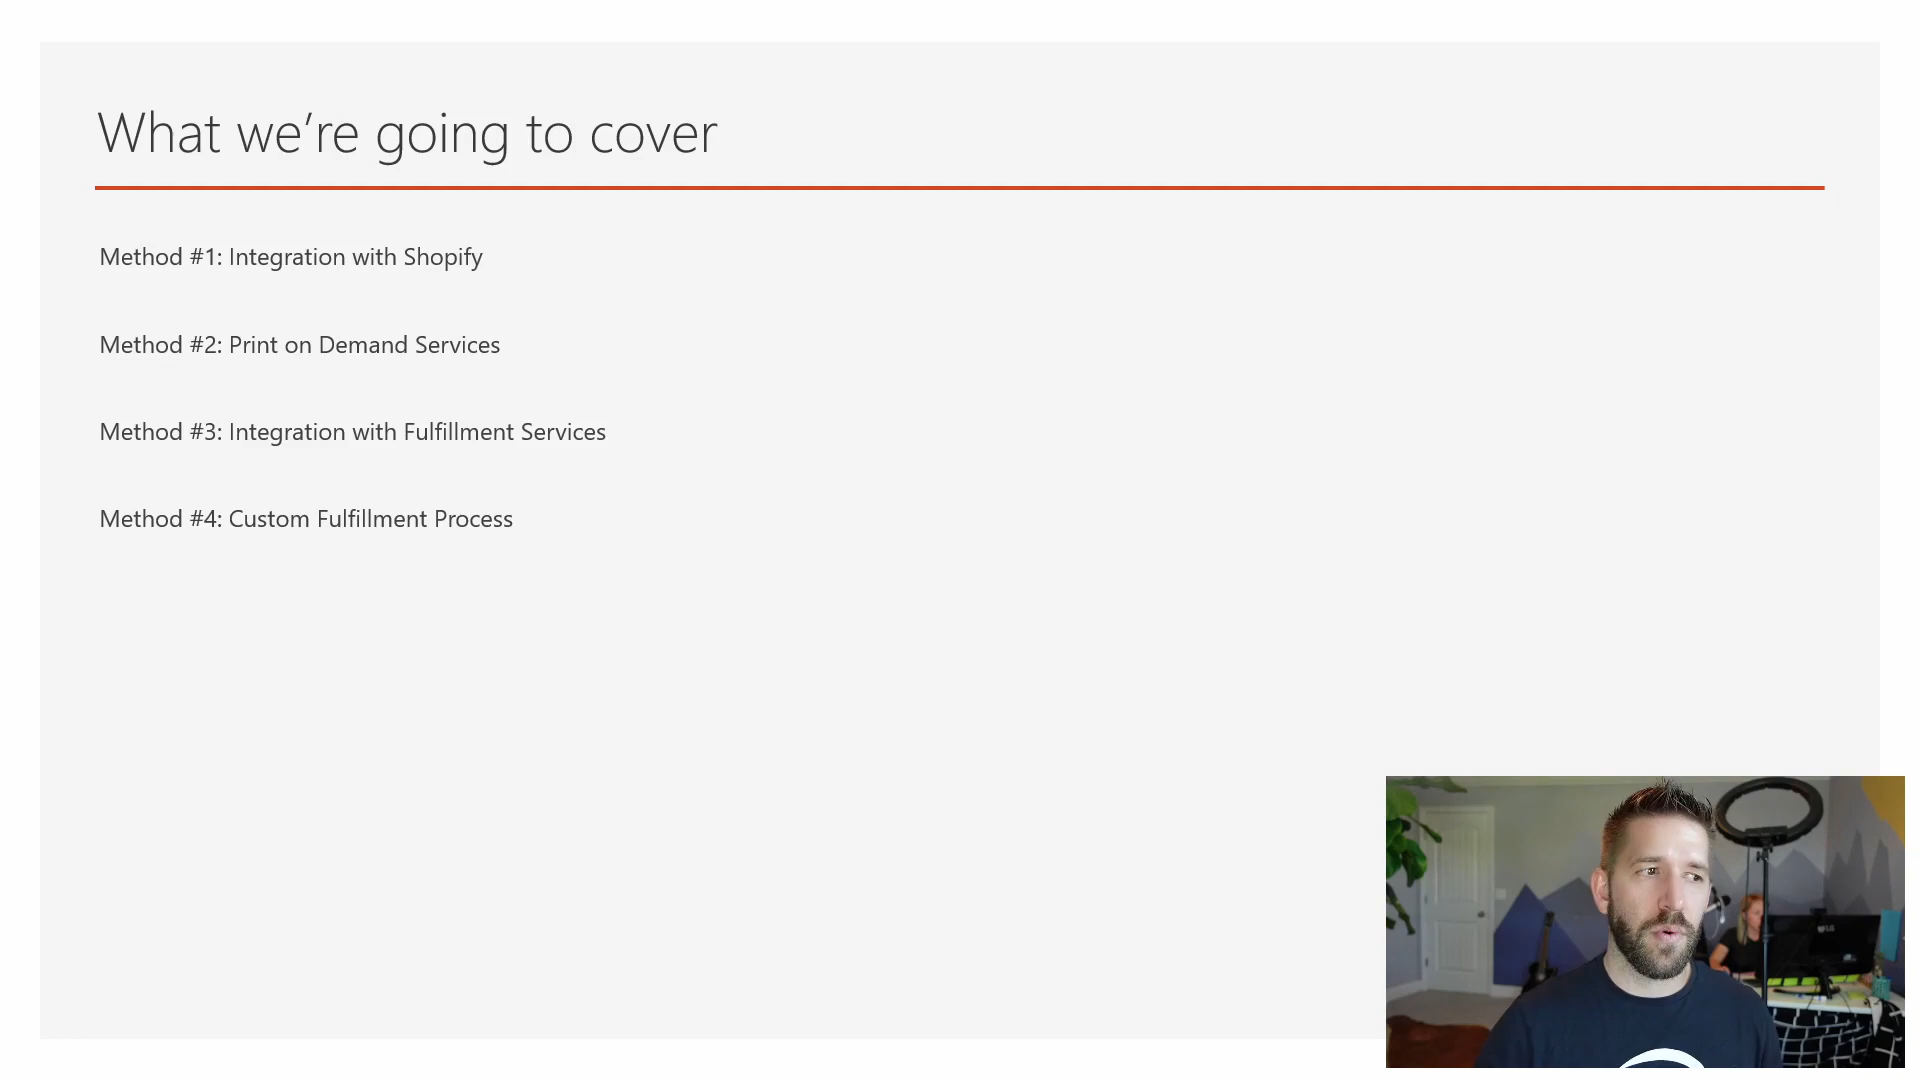 What we’re going to cover
Method #1: Integration with Shopify
Method #2: Print on Demand Services
Method #3: Integration with Fulfillment Services
Method #4: Custom Fulfillment Process
LG